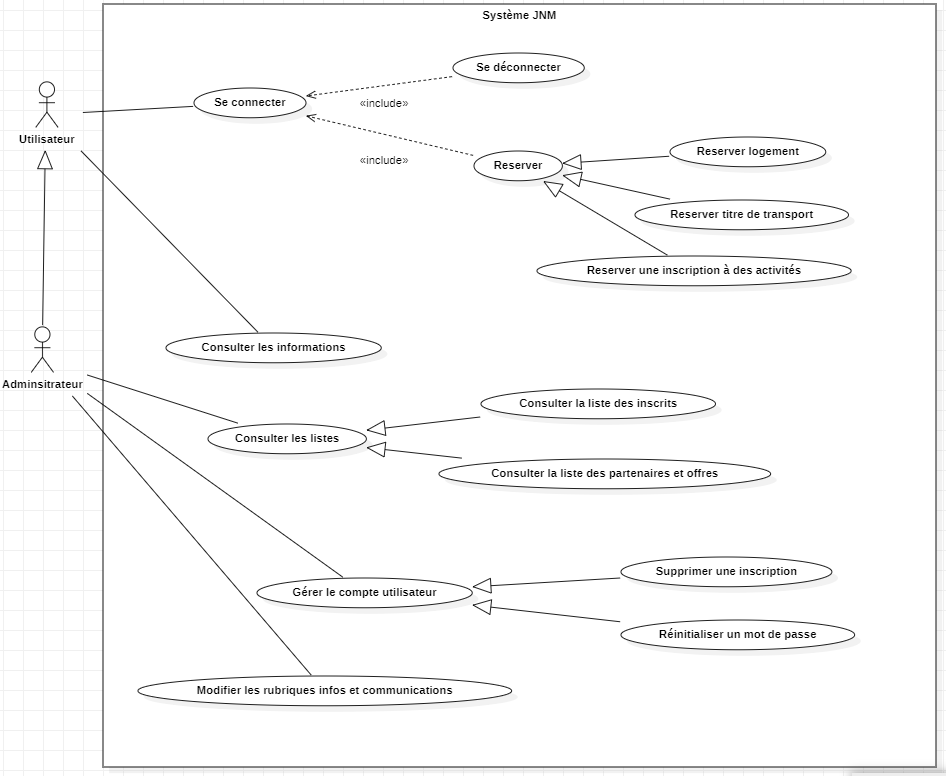 Système JNM
Se déconnecter
Se connecter
«include»
Utilisateur
Reserver logement
«include»
Reserver
Reserver titre de transport
Reserver une inscription à des activités
Consulter les informations
Adminsitrateur
Consulter la liste des inscrits
Consulter les listes
Consulter la liste des partenaires et offres
Supprimer une inscription
Gérer le compte utilisateur
Réinitialiser un mot de passe
Modifier les rubriques infos et communications